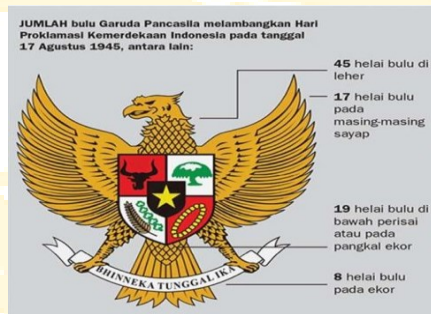 JUMLAH bulu Garuda Pancasila melambangkan Hari
Proklamasi Kemerdekaan Indonesia pada tanggal
17 Agustus 1945, antara lain:
45 helai bulu di
leher
17 helai bulu
pada
masing-masing
sayap
19 helai bulu di
bawah perisai
atau pada
pangkal ekor
BHINNEKA TUNGGAL IKA
8 helai bulu
pada ekor